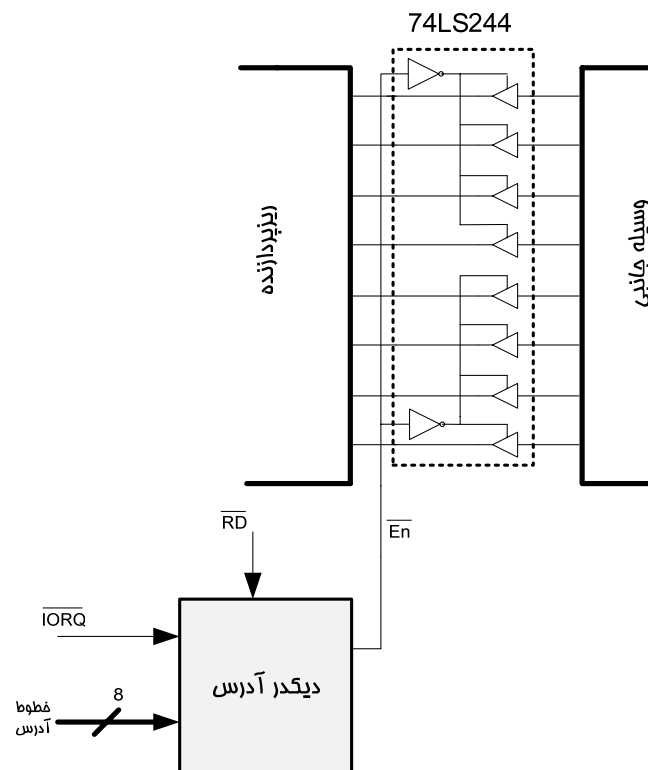 74LS244
ریزپردازنده
وسیله جانبی
RD
En
IORQ
دیکدر آدرس
8
خطوط
آدرس